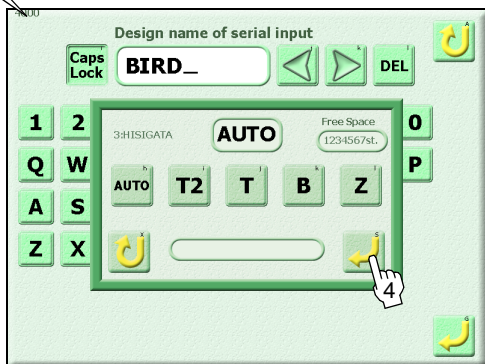 4000
Design name of serial input
Caps Lock
BIRD_
DEL
1 2 0
Q W P
A S
Z X
3:HISIGATA
AUTO
Free Space
1234567st.
AUTO T2 T B Z
4